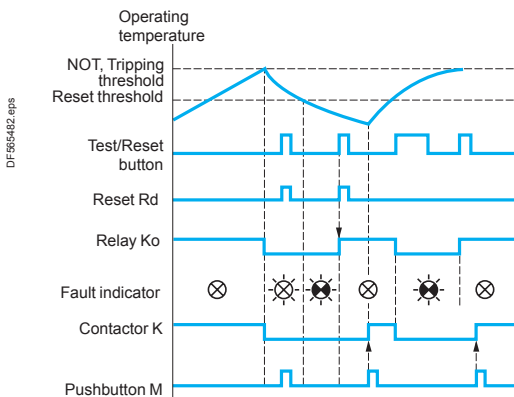 Operating
temperature
NOT, Tripping
threshold
Reset threshold
DF565482.eps
Test/Reset
button
Reset Rd
Relay Ko
Fault indicator
Contactor K
Pushbutton M